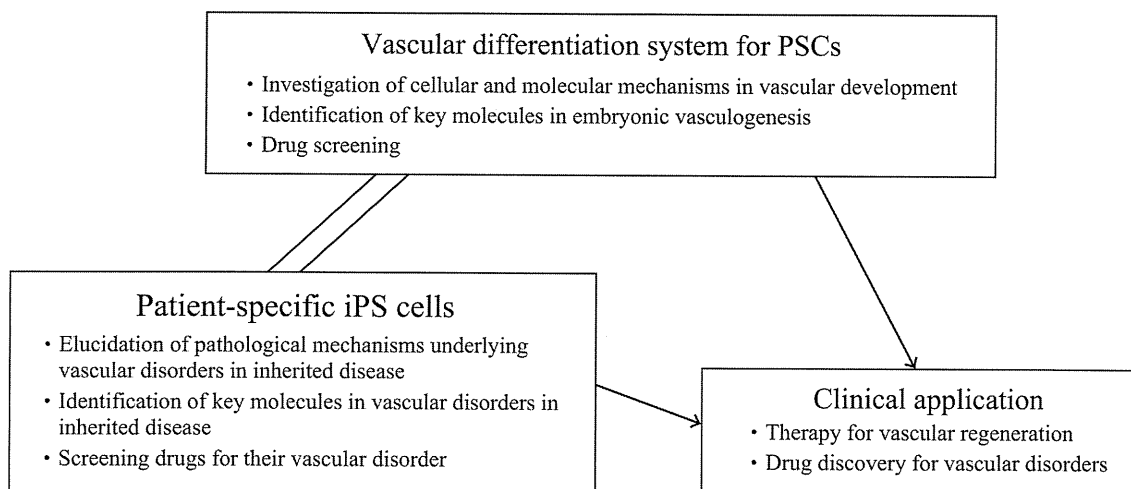 Vascular differentiation system for PSCs
・Investigation of cellular and molecular mechanisms in vascular development
・Identification of key molecules in embryonic vasculogenesis
・Drug screening
Patient-specific iPS cells
・Elucidation of pathological mechanisms underlying
vascular disorders in inherited disease
・Identification of key molecules in vascular disorders in
inherited disease
・Screening drugs for their vascular disorder
Clinical application
・Therapy for vascular regeneration
・Drug discovery for vascular disorders